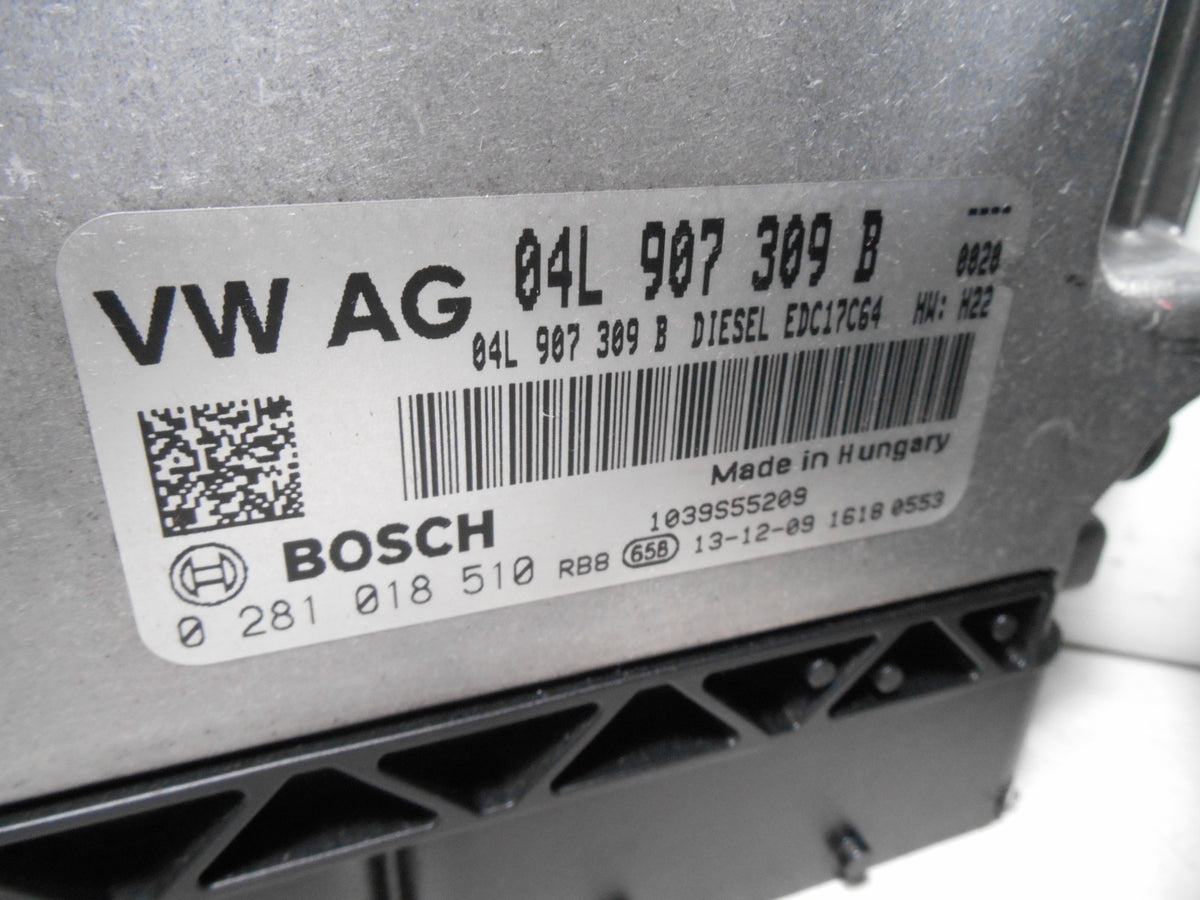 VW AG 04L 907 309 B ----
0020
04L 907 309 B DIESEL EDC17C64 HW: H22
Made in Hungary
BOSCH 1039S55209
0 281 018 510 RB8 658 13-12-09 1618 0553